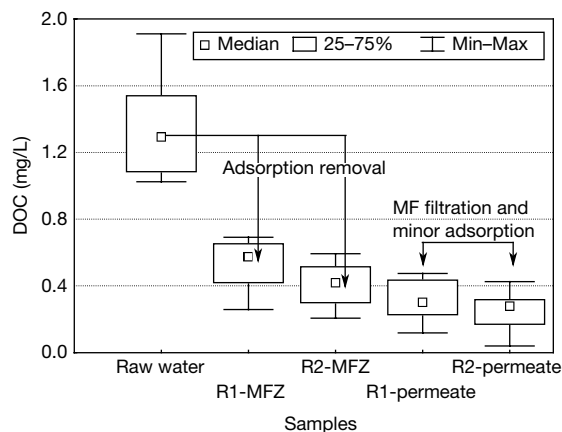 2.0
1.6
1.2
0.8
0.4
0.0
DOC (mg/L)
Median 25–75% Min–Max
Adsorption removal
MF filtration and
minor adsorption
Raw water R2-MFZ R2-permeate
R1-MFZ R1-permeate
Samples